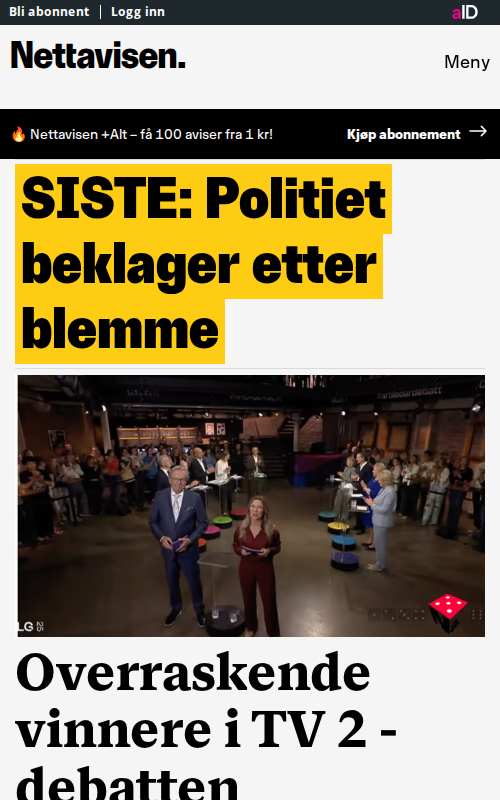 Bli abonnent | Logg inn
aID
Nettavisen.
Meny
🔥 Nettavisen +Alt – få 100 aviser fra 1 kr!
Kjøp abonnement →
SISTE: Politiet
beklager etter
blemme
Partilederdebatt
LG 25
Overraskende
vinnere i TV 2 -
debatten